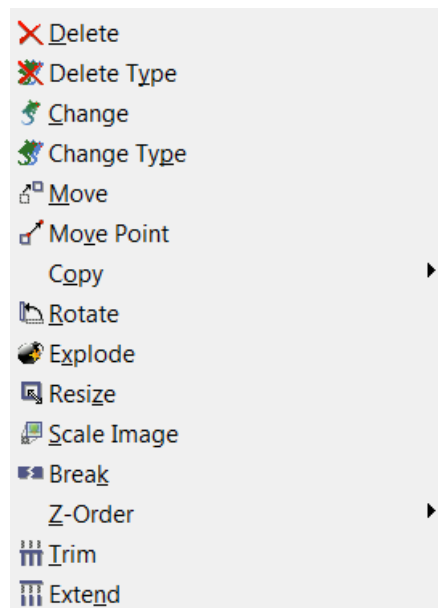 Delete
Delete Type
Change
Change Type
Move
Move Point
Copy
Rotate
Explode
Resize
Scale Image
Break
Z-Order
Trim
Extend